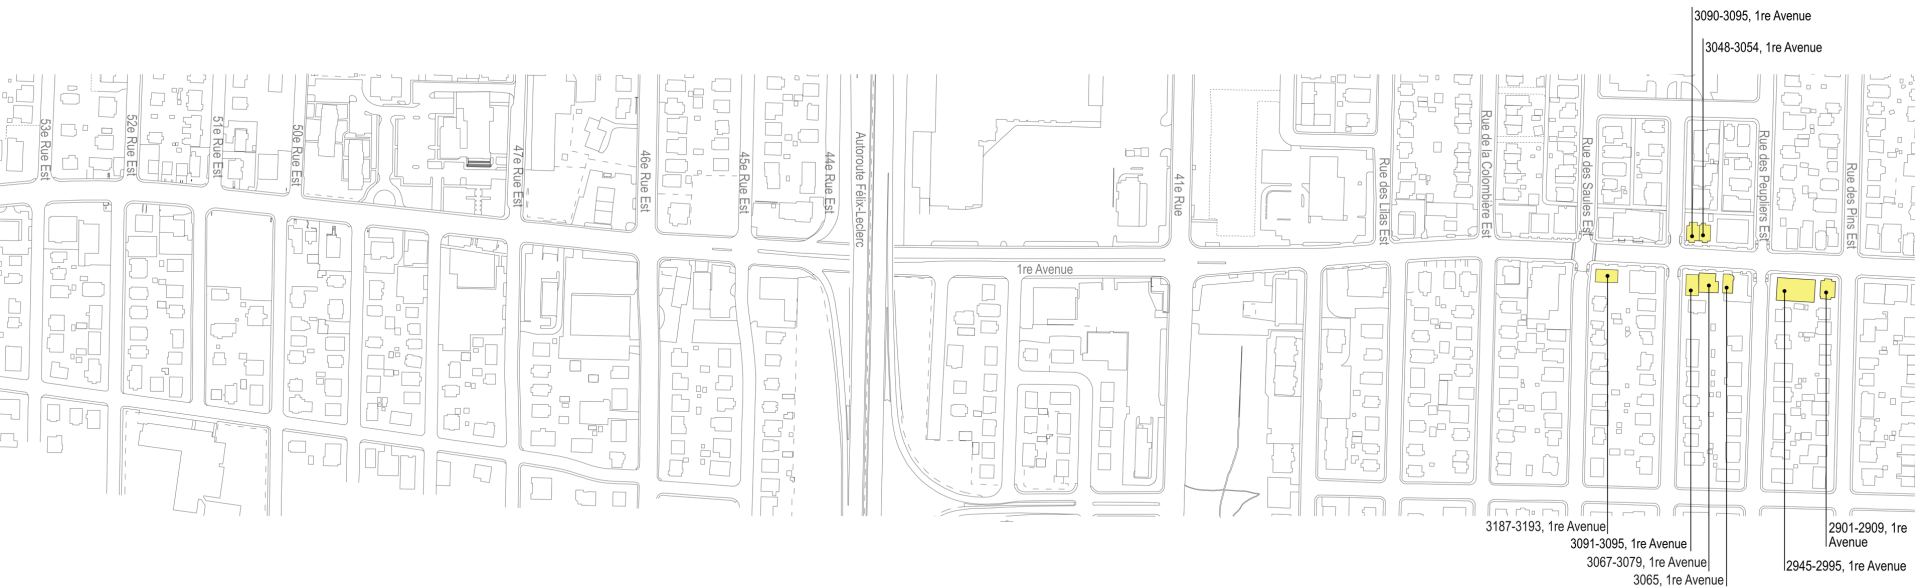 3090-3095, 1re Avenue
3048-3054, 1re Avenue
53e Rue Est
52e Rue Est
51e Rue Est
50e Rue Est
47e Rue Est
46e Rue Est
45e Rue Est
44e Rue Est
Autoroute Félix-Leclerc
41e Rue
Rue des Lilas Est
Rue de la Colombière Est
Rue des Saules Est
Rue des Peupliers Est
Rue des Pins Est
1re Avenue
3187-3193, 1re Avenue
3091-3095, 1re Avenue
3067-3079, 1re Avenue
3065, 1re Avenue
2901-2909, 1re
Avenue
2945-2995, 1re Avenue